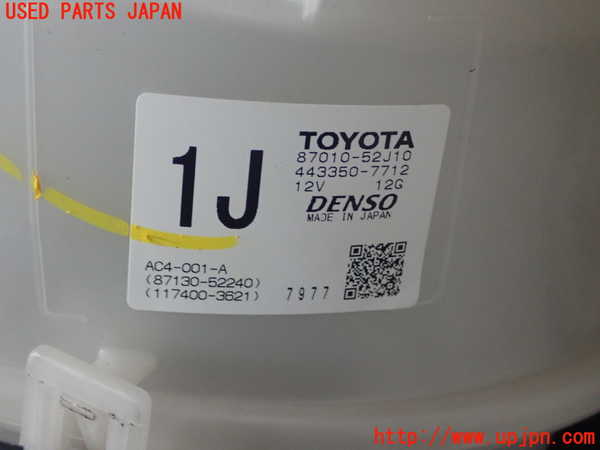 USED PARTS JAPAN
1J
TOYOTA
87010-52J10
443350-7712
12V 12G
DENSO
MADE IN JAPAN
AC4-001-A
(87130-52240)
(117400-3621)
7977
http://www.upjpn.com/